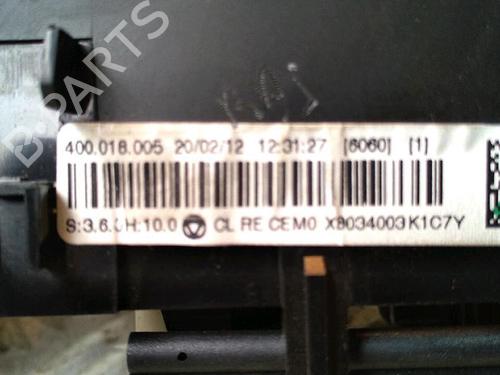 B-PARTS
400.018.005 20/02/12 12:31:27 [6060] [1]
CL RE CEM0 X8034003K1C7Y